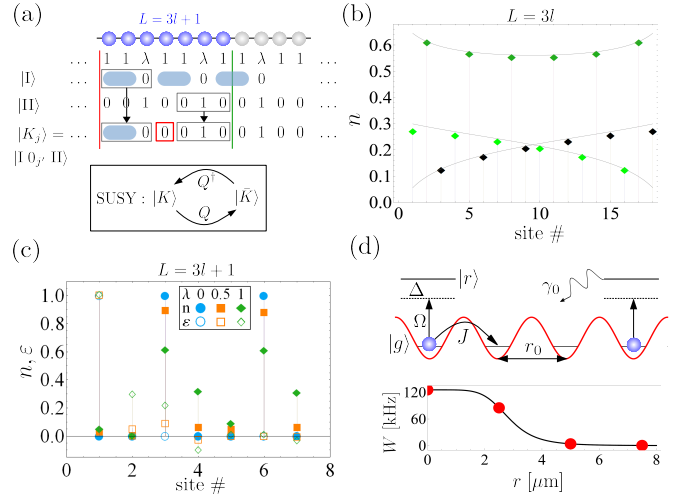 (a)
L = 3l + 1
... 1 1 λ 1 1 λ 1 1 λ 1 1 ...
|I⟩ ... 0 0 0 ...
|II⟩ ... 0 0 1 0 0 1 0 0 1 0 0 ...
|K_j⟩ = ... 0 0 0 1 0 0 1 0 0 ...
|I 0_j' II⟩
SUSY : |K⟩ Q† Q |K̄⟩
(b)
L = 3l
n
0.6
0.5
0.4
0.3
0.2
0.1
0.0
0 5 10 15
site #
(c)
L = 3l + 1
n, ε
1.0
0.8
0.6
0.4
0.2
0.0
λ 0 0.5 1
n
ε
0 2 4 6 8
site #
(d)
|r⟩
Δ
γ₀
Ω
|g⟩
J
r₀
W [kHz]
120
60
0
0 2 4 6 8
r [μm]